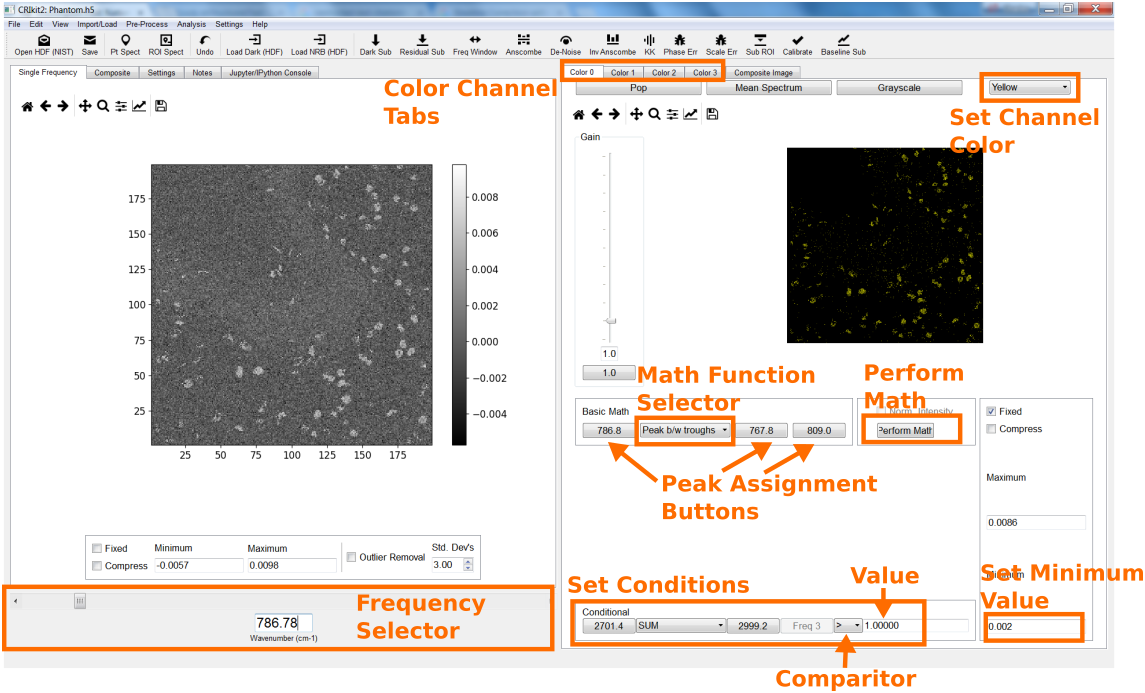 CRIkit2: Phantom.h5
File Edit View Import/Load Pre-Process Analysis Settings Help
Open HDF (NIST) Save Pt Spect ROI Spect Undo Load Dark (HDF) Load NRB (HDF) Dark Sub Residual Sub Freq Window Anscombe De-Noise Inv Anscombe KK Phase Err Scale Err Sub ROI Calibrate Baseline Sub
Single Frequency Composite Settings Notes Jupyter/IPython Console
Color 0 Color 1 Color 2 Color 3 Composite Image
Color Channel
Tabs
Pop Mean Spectrum Grayscale Yellow
Set Channel
Color
Gain
175
150
125
100
75
50
25
25 50 75 100 125 150 175
0.008
0.006
0.004
0.002
0.000
−0.002
−0.004
1.0
1.0
Math Function
Selector
Perform
Math
Basic Math
786.8 Peak b/w troughs 767.8 809.0
Norm. Intensity
Perform Math
Fixed
Compress
Peak Assignment
Buttons
Maximum
0.0086
Fixed Minimum Maximum
Compress -0.0057 0.0098
Outlier Removal
Std. Dev's
3.00
Frequency
Selector
786.78
Wavenumber (cm-1)
Set Conditions
Value
Conditional
2701.4 SUM 2999.2 Freq 3 > 1.00000
Comparitor
Minimum
Set Minimum
Value
0.002